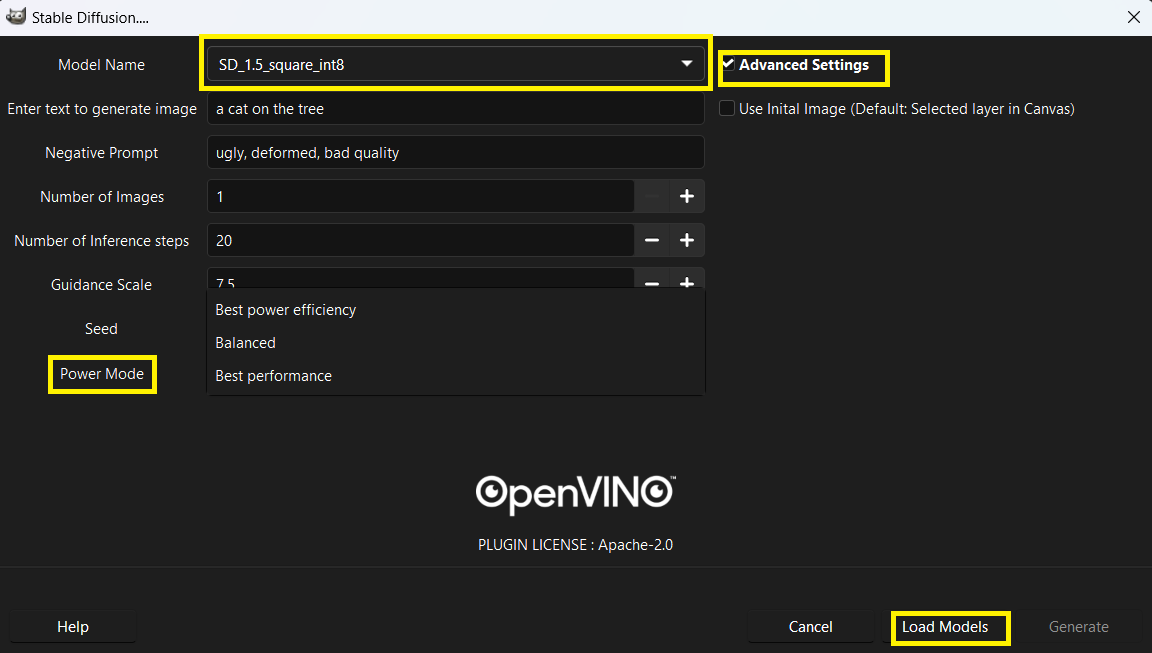 Stable Diffusion....
Model Name SD_1.5_square_int8 Advanced Settings
Enter text to generate image a cat on the tree Use Inital Image (Default: Selected layer in Canvas)
Negative Prompt ugly, deformed, bad quality
Number of Images 1
Number of Inference steps 20
Guidance Scale 7.5
Best power efficiency
Seed
Balanced
Power Mode Best performance
OpenVINO™
PLUGIN LICENSE : Apache-2.0
Help Cancel Load Models Generate